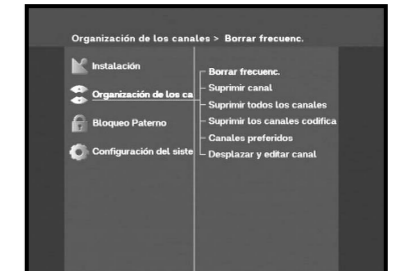 Organización de los canales > Borrar frecuenc.
Instalación
Organización de los ca
Bloqueo Paterno
Configuración del siste
Borrar frecuenc.
Suprimir canal
Suprimir todos los canales
Suprimir los canales codifica
Canales preferidos
Desplazar y editar canal